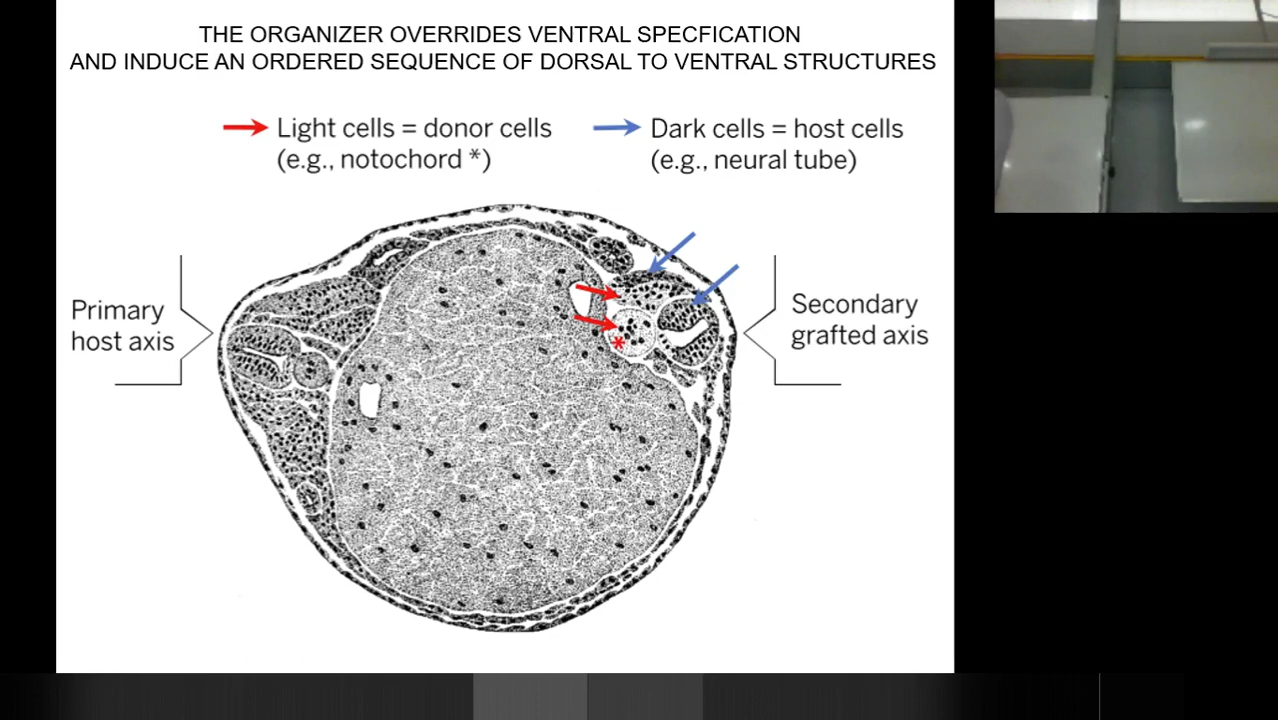 THE ORGANIZER OVERRIDES VENTRAL SPECFICATION
AND INDUCE AN ORDERED SEQUENCE OF DORSAL TO VENTRAL STRUCTURES
Light cells = donor cells
(e.g., notochord *)
Dark cells = host cells
(e.g., neural tube)
Primary
host axis
Secondary
grafted axis
*